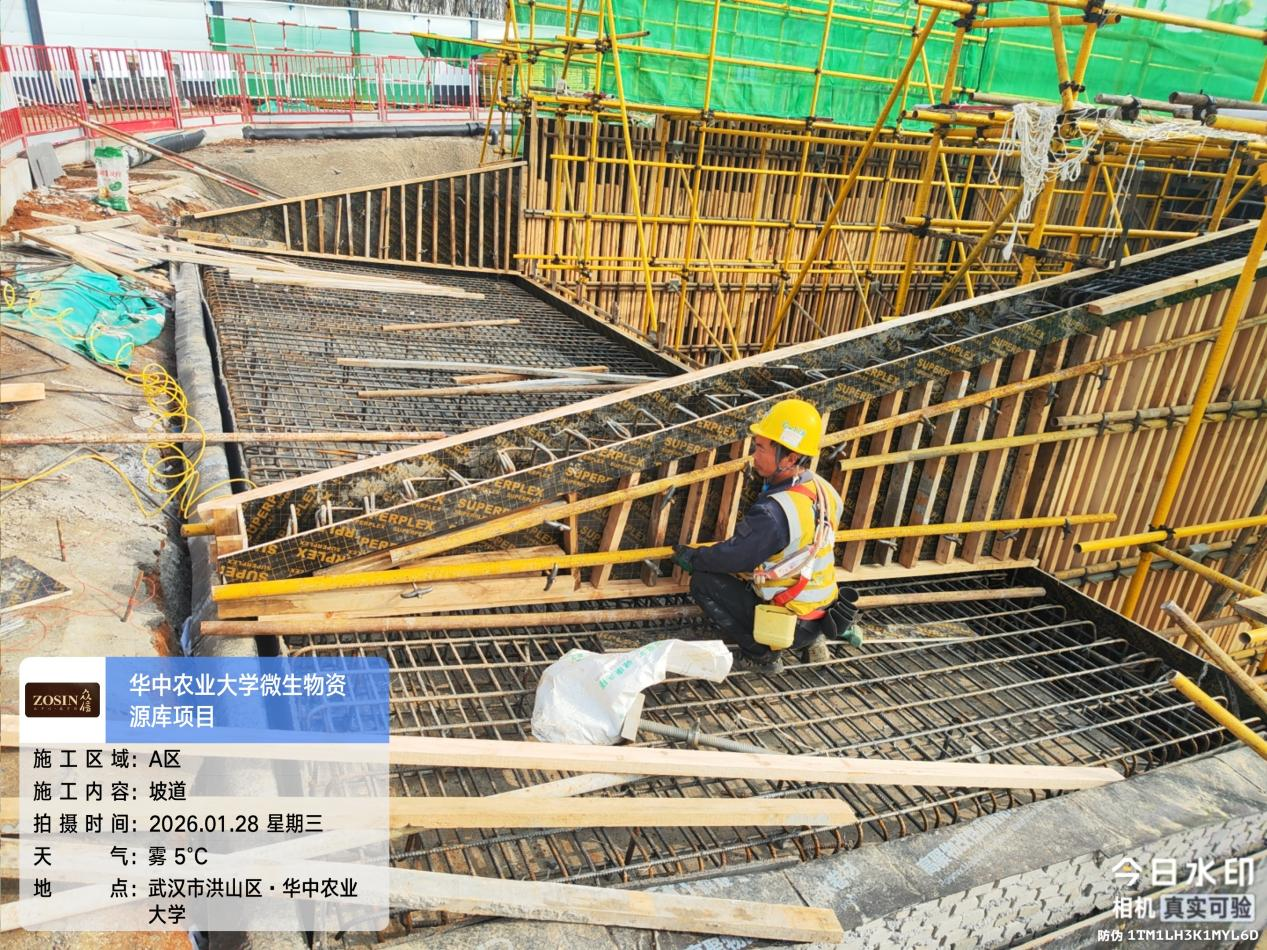 SUPERPLEX
SUPERPLEX
SUPERPLEX
SUPERPLEX
ZOSIN 众信
华中农业大学微生物资
源库项目
施工区域：A区
施工内容：坡道
拍摄时间：2026.01.28 星期三
天气：雾 5℃
地点：武汉市洪山区·华中农业
大学
今日水印
相机 真实可验
防伪 1TM1LH3K1MYL6D